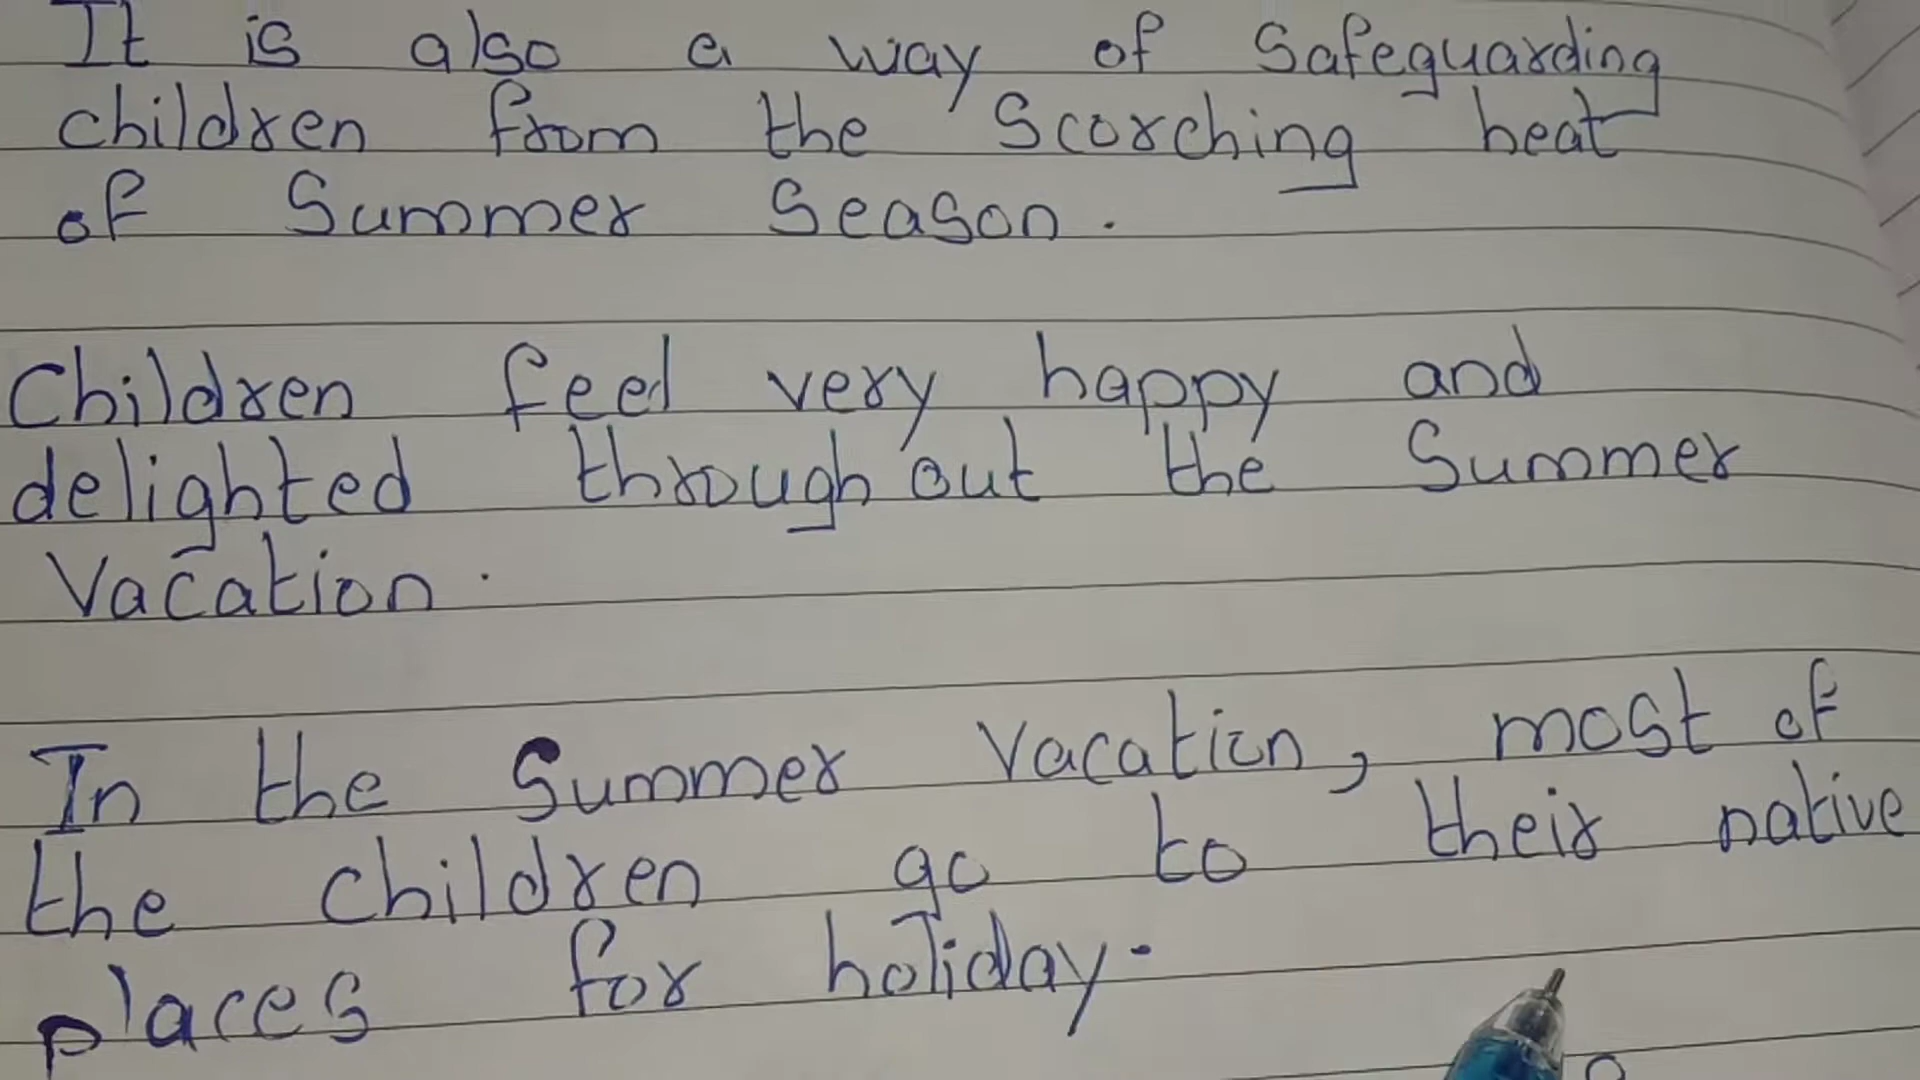 It is also a way of Safeguarding
children from the Scorching heat
of Summer Season.
Children feel very happy and
delighted through out the Summer
Vacation.
In the Summer Vacation, most of
the children go to their native
places for holiday.